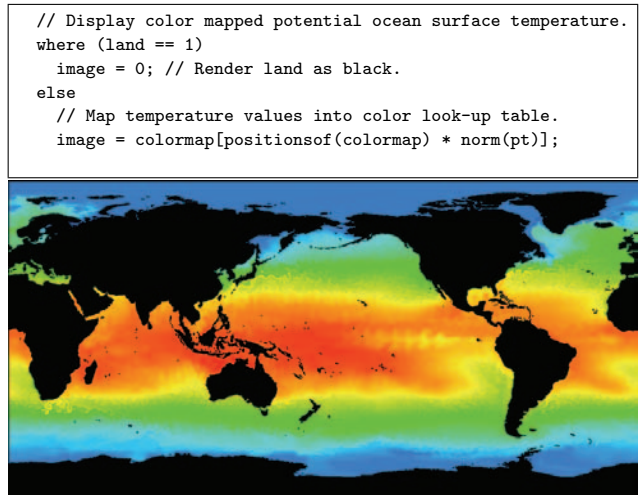 // Display color mapped potential ocean surface temperature.
where (land == 1)
image = 0; // Render land as black.
else
// Map temperature values into color look-up table.
image = colormap[positionsof(colormap) * norm(pt)];